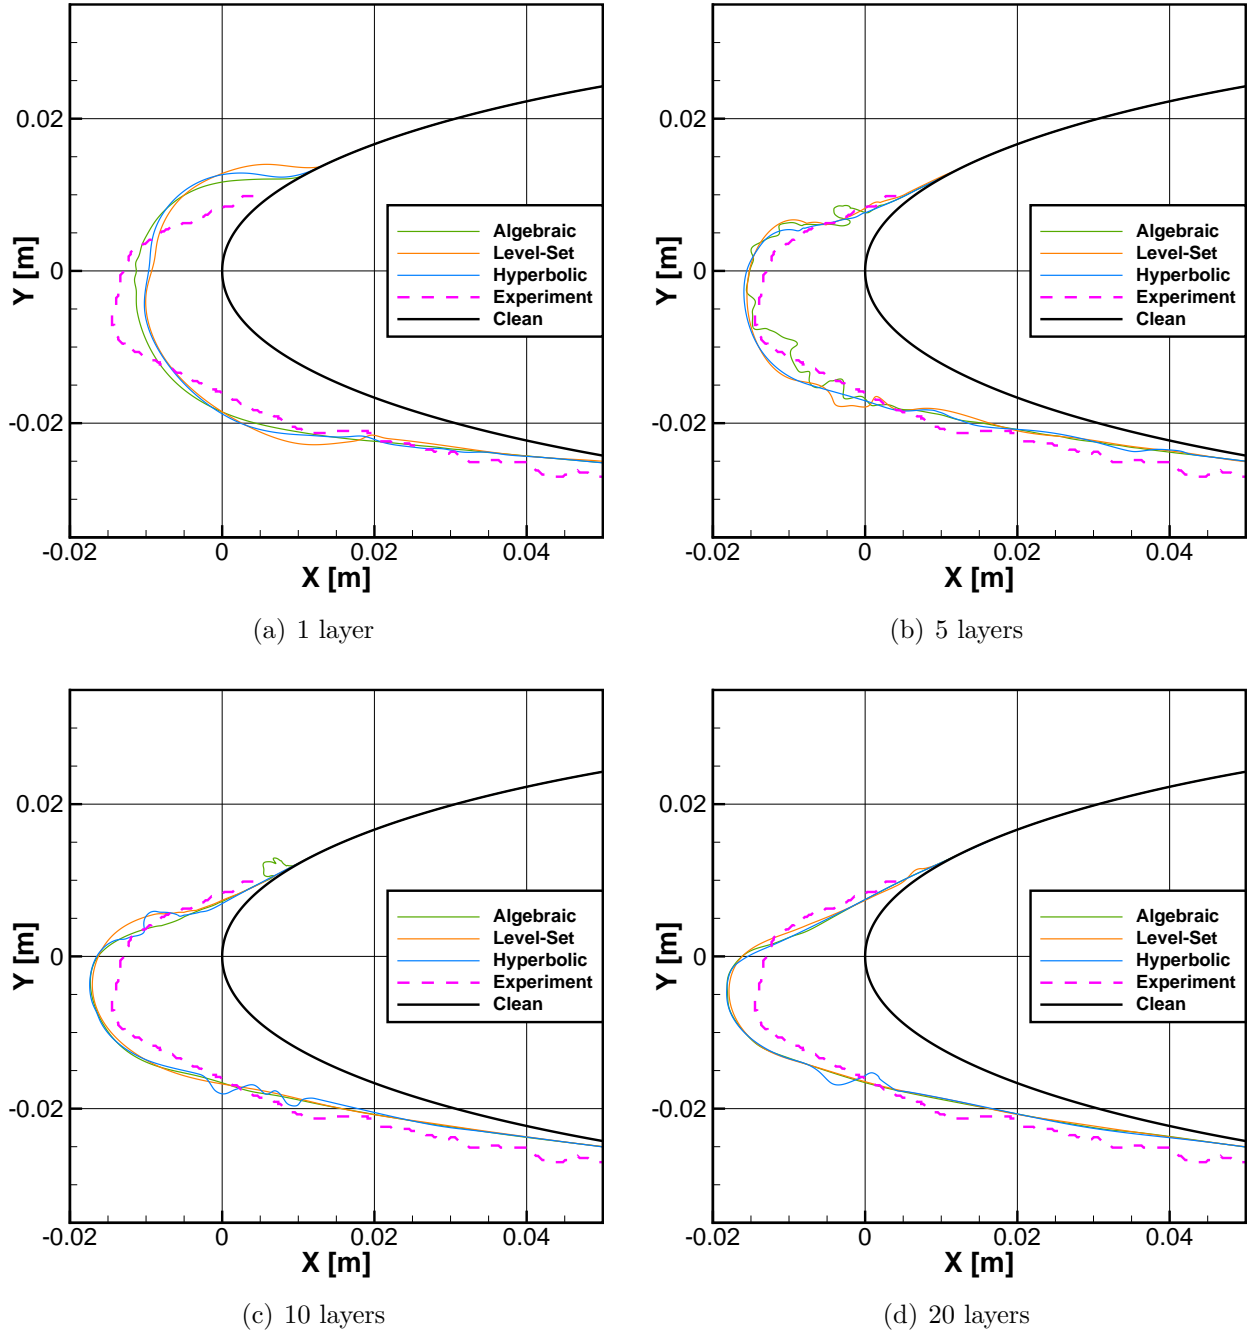 0.02
0
-0.02
Y [m]
-0.02
0
0.02
0.04
X [m]
Algebraic
Level-Set
Hyperbolic
Experiment
Clean
(a) 1 layer
0.02
0
-0.02
Y [m]
-0.02
0
0.02
0.04
X [m]
Algebraic
Level-Set
Hyperbolic
Experiment
Clean
(b) 5 layers
0.02
0
-0.02
Y [m]
-0.02
0
0.02
0.04
X [m]
Algebraic
Level-Set
Hyperbolic
Experiment
Clean
(c) 10 layers
0.02
0
-0.02
Y [m]
-0.02
0
0.02
0.04
X [m]
Algebraic
Level-Set
Hyperbolic
Experiment
Clean
(d) 20 layers